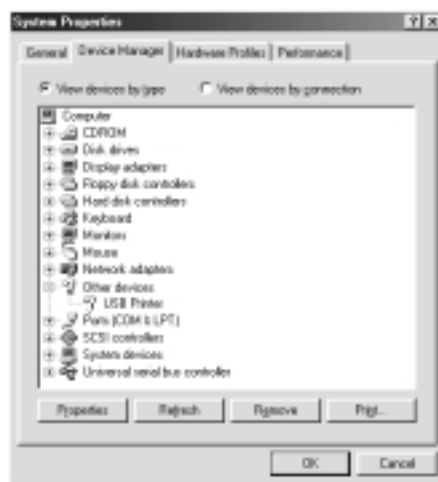 System Properties
General Device Manager Hardware Profiles Performance
View devices by type View devices by connection
Computer
CDROM
Disk drives
Display adapters
Floppy disk controllers
Hard disk controllers
Keyboard
Monitors
Mouse
Network adapters
Other devices
USB Printer
Ports (COM & LPT)
SCSI controllers
System devices
Universal serial bus controller
Properties Refresh Remove Print...
OK Cancel